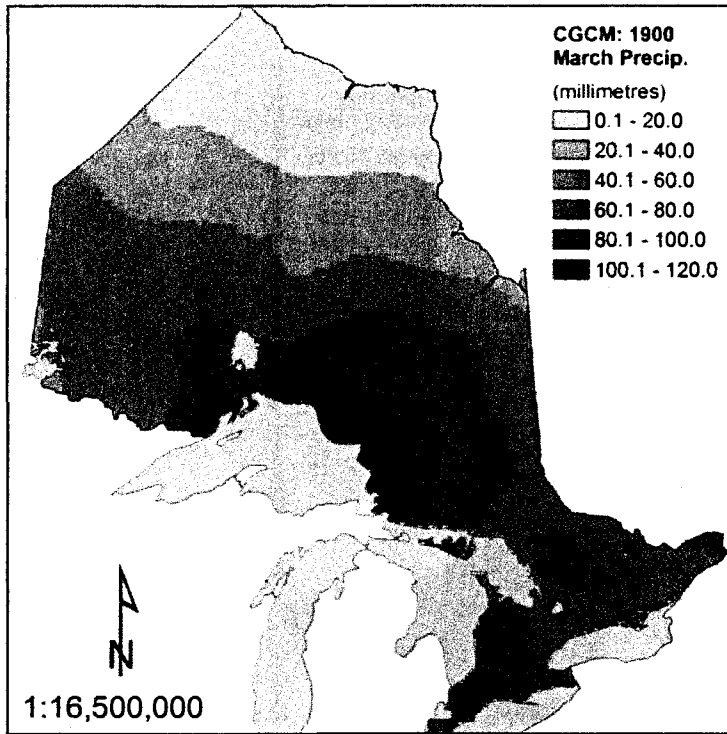 CGCM: 1900
March Precip.
(millimetres)
0.1 - 20.0
20.1 - 40.0
40.1 - 60.0
60.1 - 80.0
80.1 - 100.0
100.1 - 120.0
N
1:16,500,000